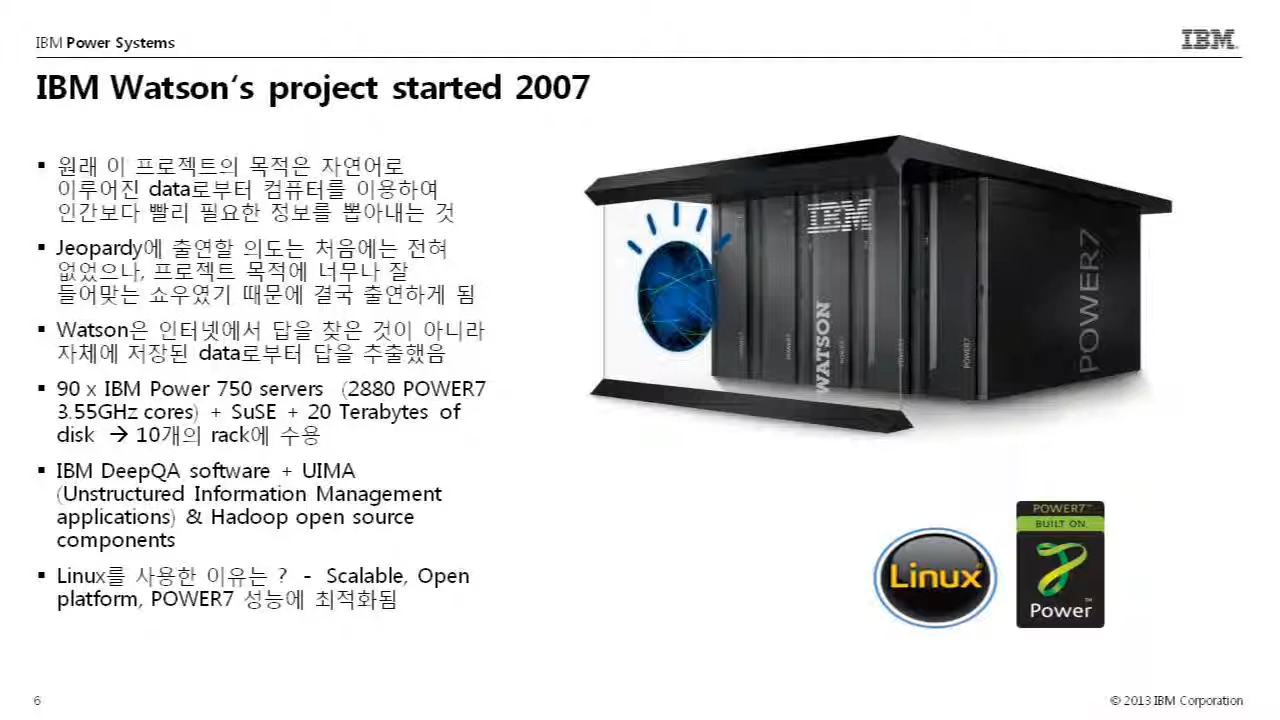 IBM Power Systems
IBM
IBM Watson‘s project started 2007
▪ 원래 이 프로젝트의 목적은 자연어로
이루어진 data로부터 컴퓨터를 이용하여
인간보다 빨리 필요한 정보를 뽑아내는 것
▪ Jeopardy에 출연할 의도는 처음에는 전혀
없었으나, 프로젝트 목적에 너무나 잘
들어맞는 쇼우였기 때문에 결국 출연하게 됨
▪ Watson은 인터넷에서 답을 찾은 것이 아니라
자체에 저장된 data로부터 답을 추출했음
▪ 90 x IBM Power 750 servers (2880 POWER7
3.55GHz cores) + SuSE + 20 Terabytes of
disk → 10개의 rack에 수용
▪ IBM DeepQA software + UIMA
(Unstructured Information Management
applications) & Hadoop open source
components
▪ Linux를 사용한 이유는 ? - Scalable, Open
platform, POWER7 성능에 최적화됨
IBM
WATSON
POWER7
POWER7
POWER7
POWER7
POWER7
POWER7
Linux
POWER7™
BUILT ON
Power™
6
© 2013 IBM Corporation